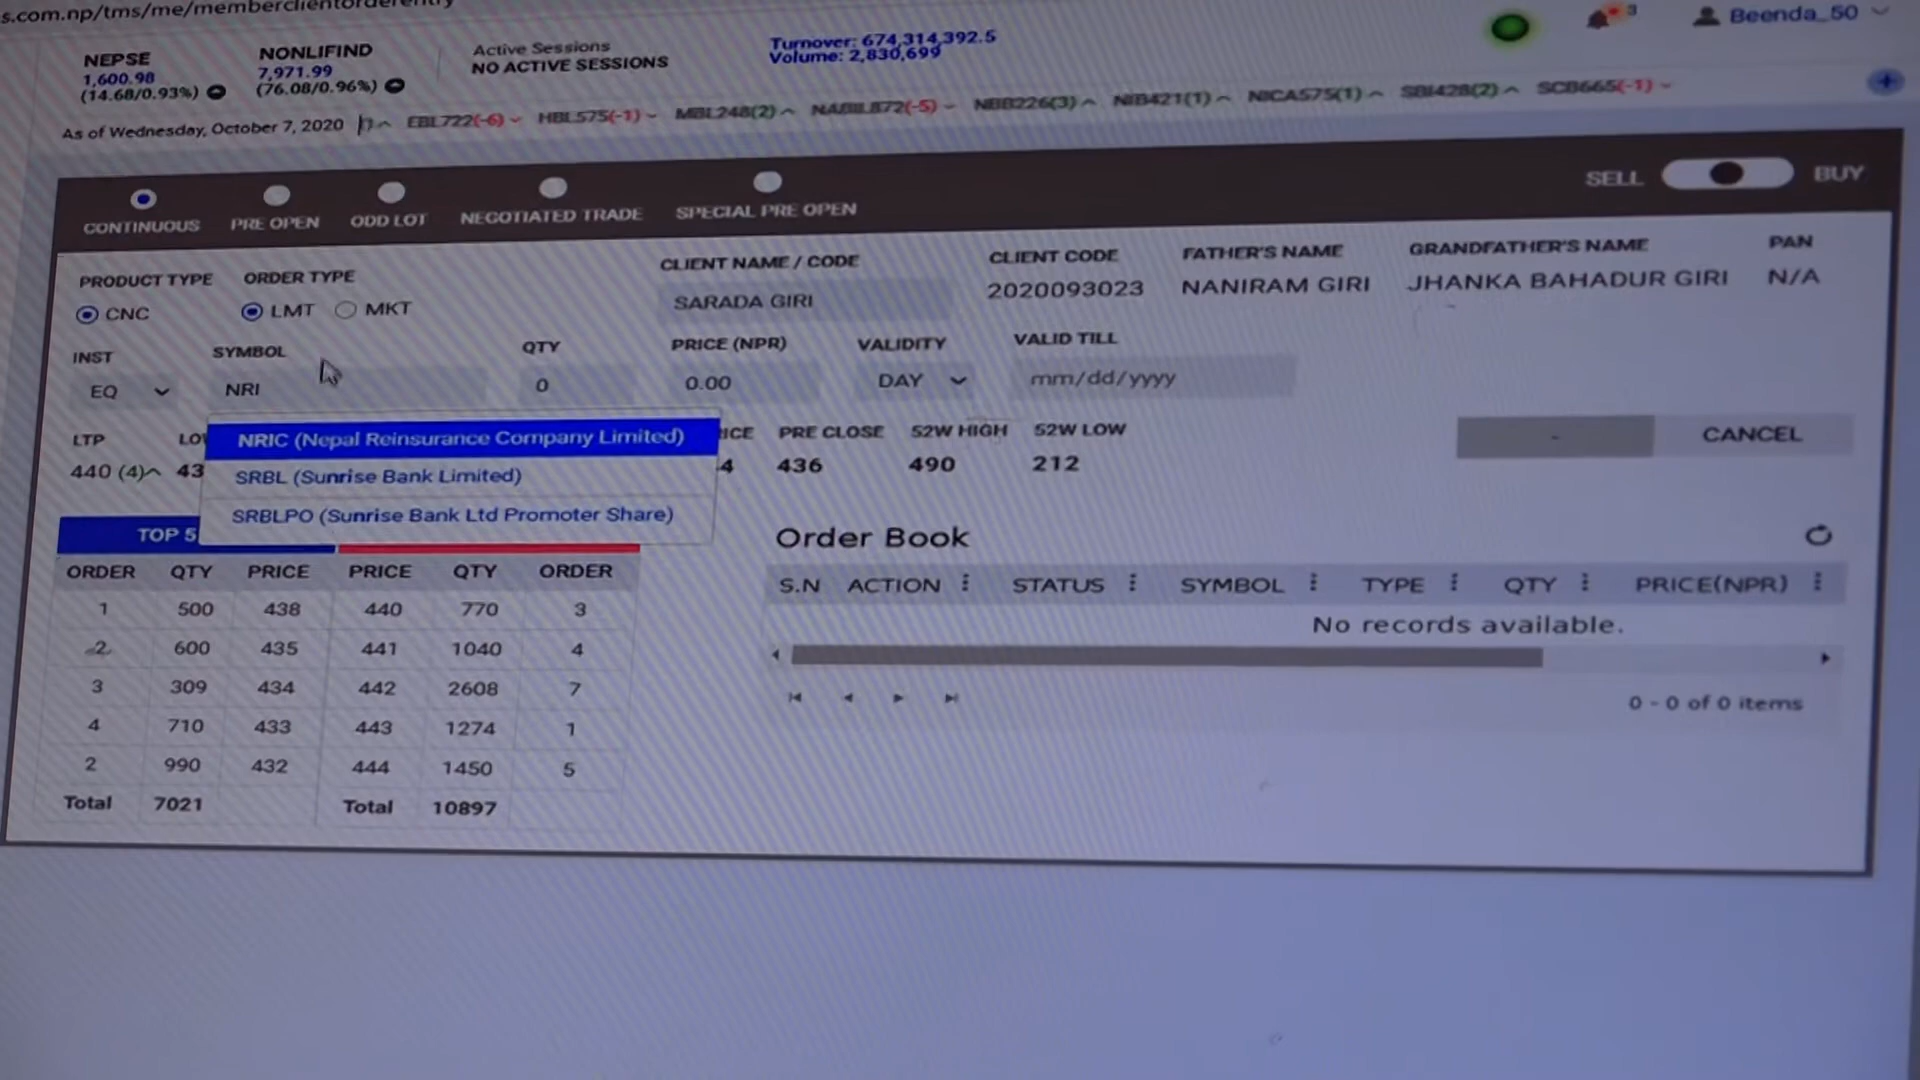 s.com.np/tms/me/memberclientorderentry
NEPSE
1,600.98
(14.68/0.93%)
NONLIFIND
7,971.99
(76.08/0.96%)
Active Sessions
NO ACTIVE SESSIONS
Turnover: 674,314,392.5
Volume: 2,830,699
3
Beenda_50
As of Wednesday, October 7, 2020
EBL722(-6) HBL575(-1) MBL248(2) NABIL872(-5) NBB226(3) NIB421(1) NICA575(1) SBI428(2) SCB665(-1)
CONTINUOUS PRE OPEN ODD LOT NEGOTIATED TRADE SPECIAL PRE OPEN
SELL BUY
PRODUCT TYPE ORDER TYPE CLIENT NAME / CODE CLIENT CODE FATHER'S NAME GRANDFATHER'S NAME PAN
CNC LMT MKT SARADA GIRI 2020093023 NANIRAM GIRI JHANKA BAHADUR GIRI N/A
INST SYMBOL QTY PRICE (NPR) VALIDITY VALID TILL
EQ NRI 0 0.00 DAY mm/dd/yyyy
LTP LO ICE PRE CLOSE 52W HIGH 52W LOW
440 (4) 43 4 436 490 212
- CANCEL
NRIC (Nepal Reinsurance Company Limited)
SRBL (Sunrise Bank Limited)
SRBLPO (Sunrise Bank Ltd Promoter Share)
TOP 5
ORDER QTY PRICE PRICE QTY ORDER
1 500 438 440 770 3
2 600 435 441 1040 4
3 309 434 442 2608 7
4 710 433 443 1274 1
2 990 432 444 1450 5
Total 7021 Total 10897
Order Book
S.N ACTION STATUS SYMBOL TYPE QTY PRICE(NPR)
No records available.
0 - 0 of 0 items